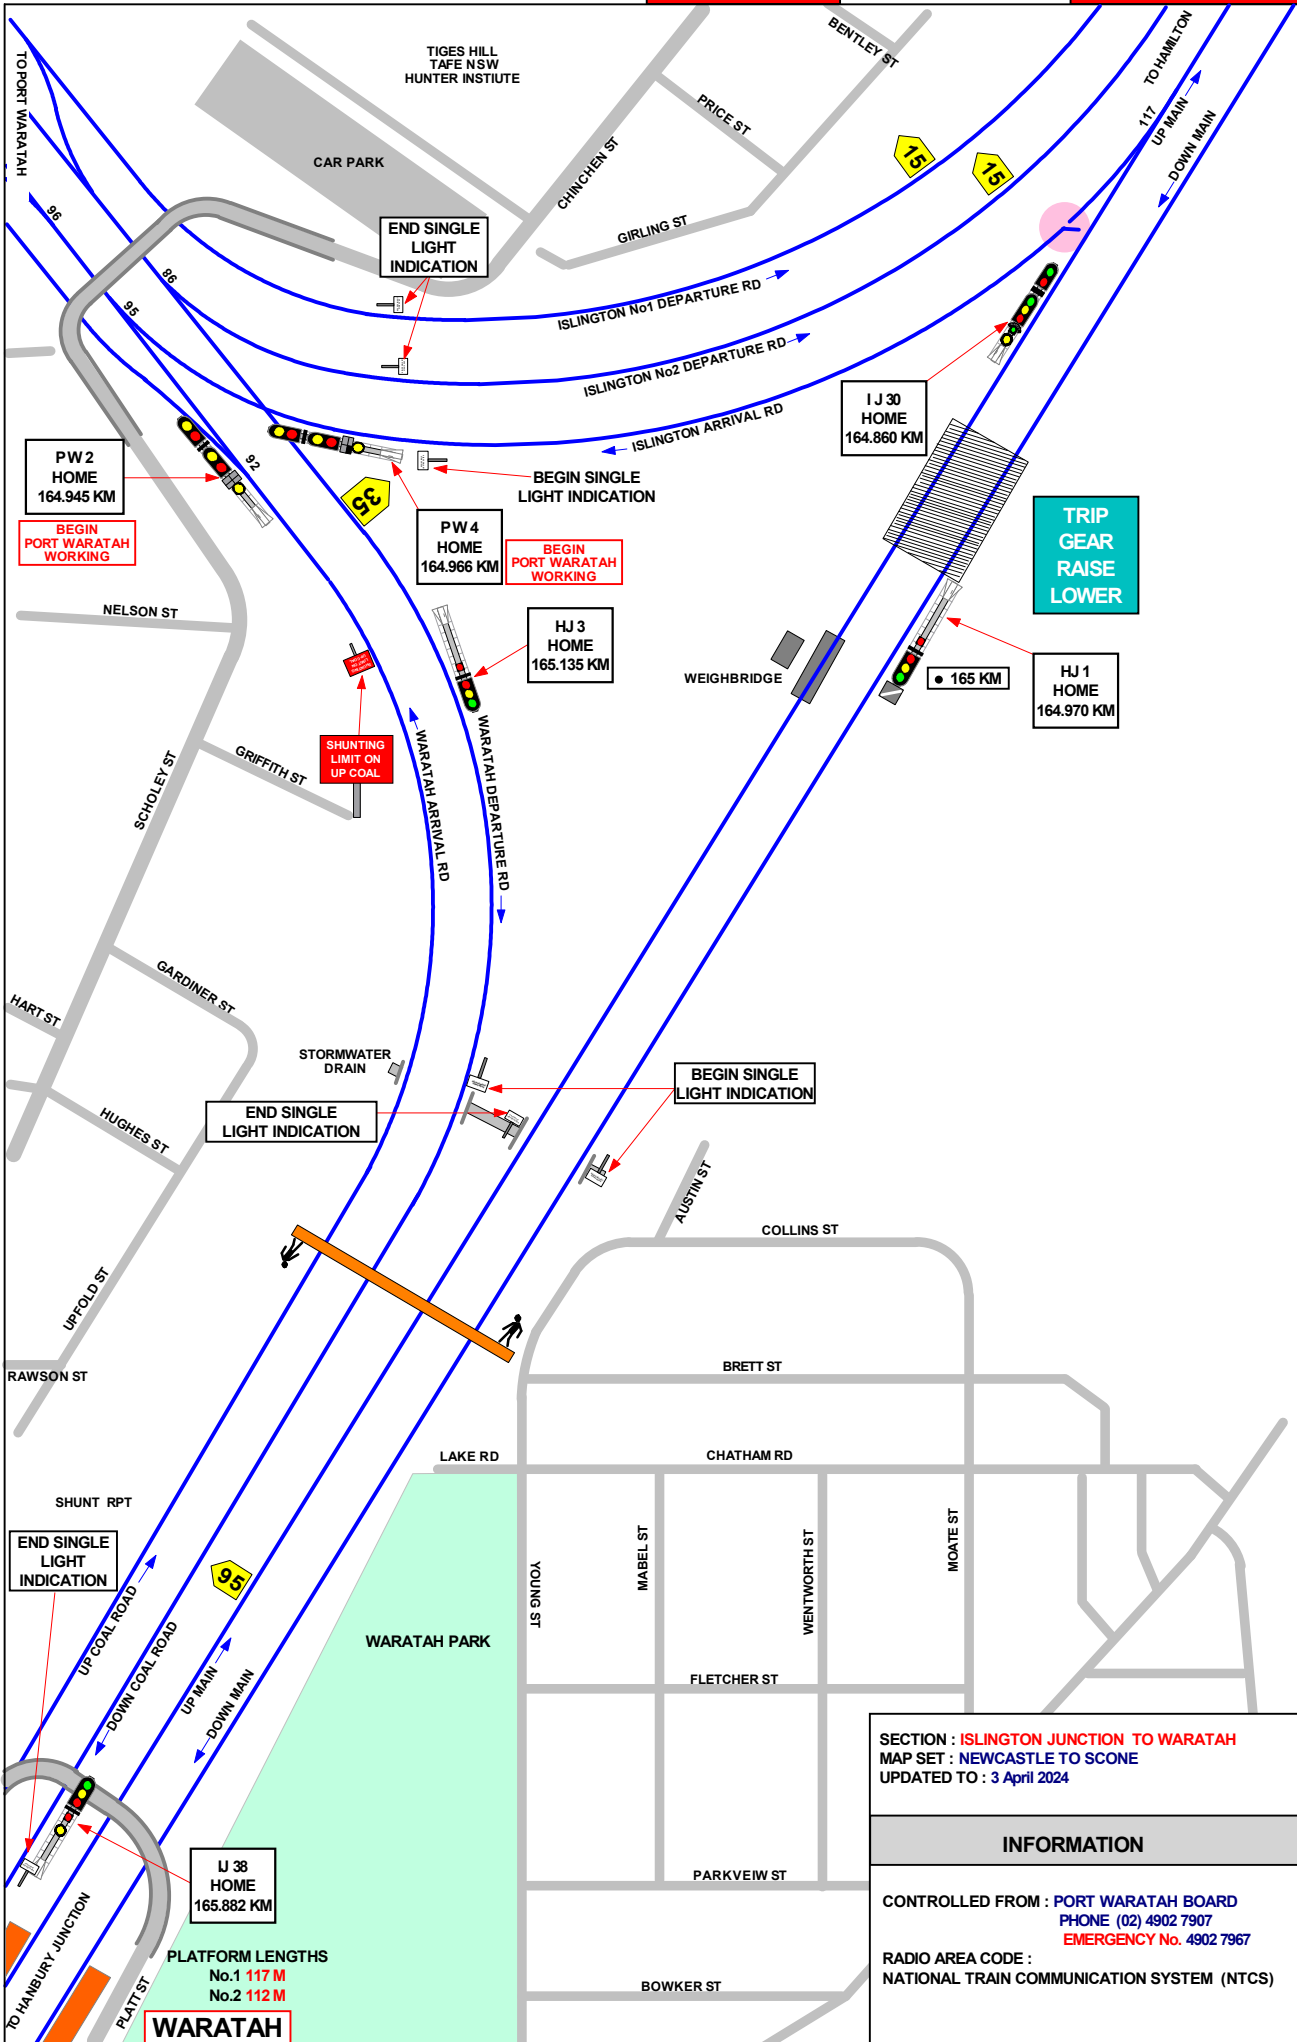 TO PORT WARATAH
TIGES HILL
TAFE NSW
HUNTER INSTIUTE
CAR PARK
BENTLEY ST
PRICE ST
CHINCHEN ST
GIRLING ST
TO HAMILTON
117
UP MAIN
DOWN MAIN
15
15
96
86
95
92
END SINGLE
LIGHT
INDICATION
ISLINGTON No1 DEPARTURE RD
ISLINGTON No2 DEPARTURE RD
ISLINGTON ARRIVAL RD
I J 30
HOME
164.860 KM
PW 2
HOME
164.945 KM
BEGIN
PORT WARATAH
WORKING
35
BEGIN SINGLE
LIGHT INDICATION
PW 4
HOME
164.966 KM
BEGIN
PORT WARATAH
WORKING
TRIP
GEAR
RAISE
LOWER
NELSON ST
HJ 3
HOME
165.135 KM
WEIGHBRIDGE
165 KM
HJ 1
HOME
164.970 KM
SHUNTING
LIMIT ON
UP COAL
GRIFFITH ST
SCHOLEY ST
WARATAH ARRIVAL RD
WARATAH DEPARTURE RD
GARDINER ST
HART ST
STORMWATER
DRAIN
HUGHES ST
END SINGLE
LIGHT INDICATION
BEGIN SINGLE
LIGHT INDICATION
AUSTIN ST
COLLINS ST
UPFOLD ST
RAWSON ST
BRETT ST
LAKE RD
CHATHAM RD
SHUNT RPT
END SINGLE
LIGHT
INDICATION
95
YOUNG ST
MABEL ST
WENTWORTH ST
MOATE ST
UP COAL ROAD
DOWN COAL ROAD
UP MAIN
DOWN MAIN
WARATAH PARK
FLETCHER ST
PARKVEIW ST
BOWKER ST
IJ 38
HOME
165.882 KM
TO HANBURY JUNCTION
PLATT ST
PLATFORM LENGTHS
No.1 117 M
No.2 112 M
WARATAH
SECTION : ISLINGTON JUNCTION TO WARATAH
MAP SET : NEWCASTLE TO SCONE
UPDATED TO : 3 April 2024
INFORMATION
CONTROLLED FROM : PORT WARATAH BOARD
PHONE (02) 4902 7907
EMERGENCY No. 4902 7967
RADIO AREA CODE :
NATIONAL TRAIN COMMUNICATION SYSTEM (NTCS)